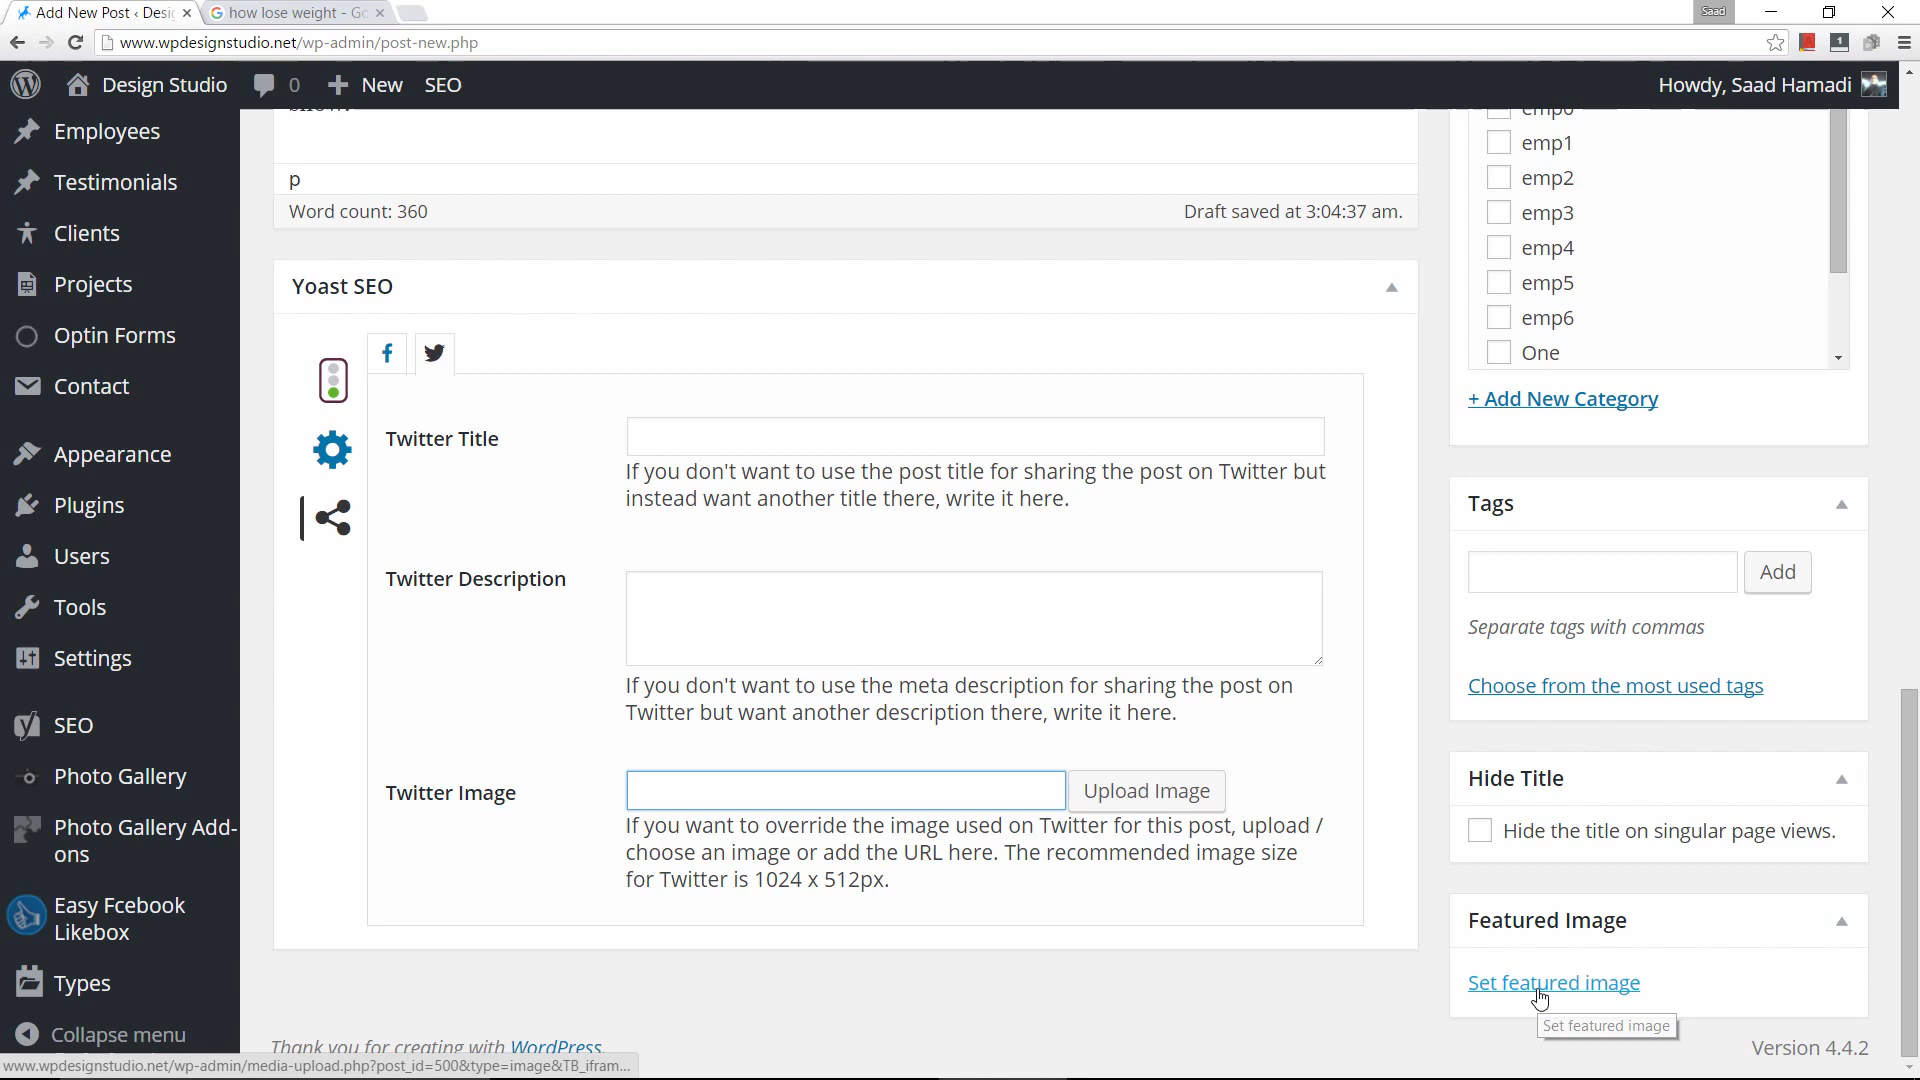 Add New Post ‹ Desig
how lose weight - Go
Saad
www.wpdesignstudio.net/wp-admin/post-new.php
1
Design Studio
0
New
SEO
Howdy, Saad Hamadi
Employees
Testimonials
Clients
Projects
Optin Forms
Contact
Appearance
Plugins
Users
Tools
Settings
SEO
Photo Gallery
Photo Gallery Add-
ons
Easy Fcebook
Likebox
Types
Collapse menu
p
Word count: 360
Draft saved at 3:04:37 am.
Yoast SEO
Twitter Title
If you don't want to use the post title for sharing the post on Twitter but
instead want another title there, write it here.
Twitter Description
If you don't want to use the meta description for sharing the post on
Twitter but want another description there, write it here.
Twitter Image
Upload Image
If you want to override the image used on Twitter for this post, upload /
choose an image or add the URL here. The recommended image size
for Twitter is 1024 x 512px.
emp1
emp2
emp3
emp4
emp5
emp6
One
+ Add New Category
Tags
Add
Separate tags with commas
Choose from the most used tags
Hide Title
Hide the title on singular page views.
Featured Image
Set featured image
Set featured image
Thank you for creating with WordPress.
Version 4.4.2
www.wpdesignstudio.net/wp-admin/media-upload.php?post_id=500&type=image&TB_ifram...